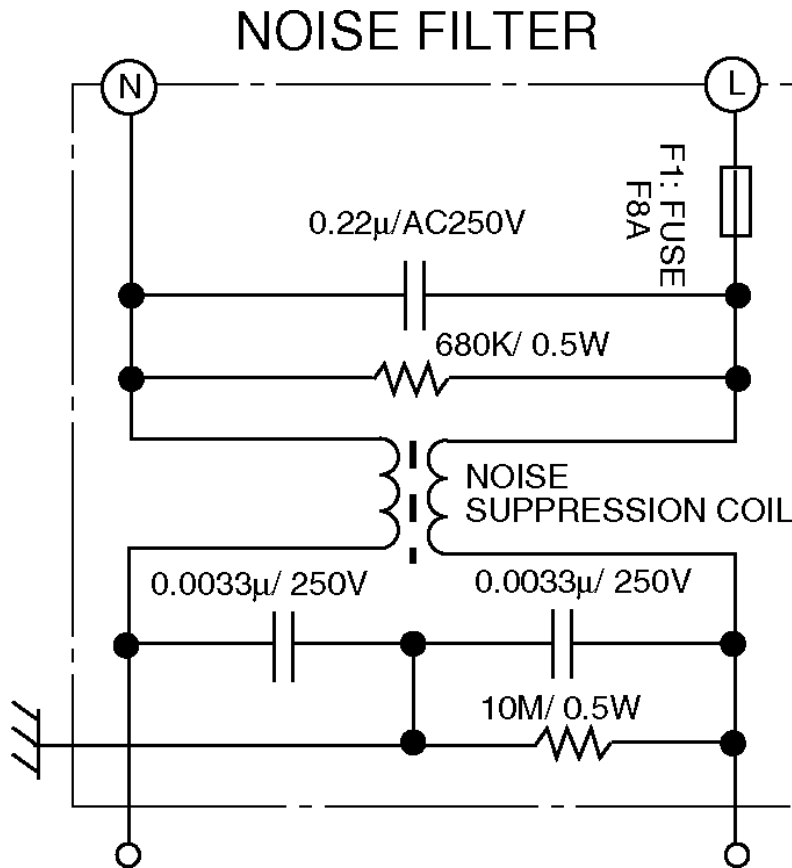 NOISE FILTER
N
L
F1: FUSE
F8A
0.22μ/AC250V
680K/ 0.5W
NOISE
SUPPRESSION COIL
0.0033μ/ 250V
0.0033μ/ 250V
10M/ 0.5W